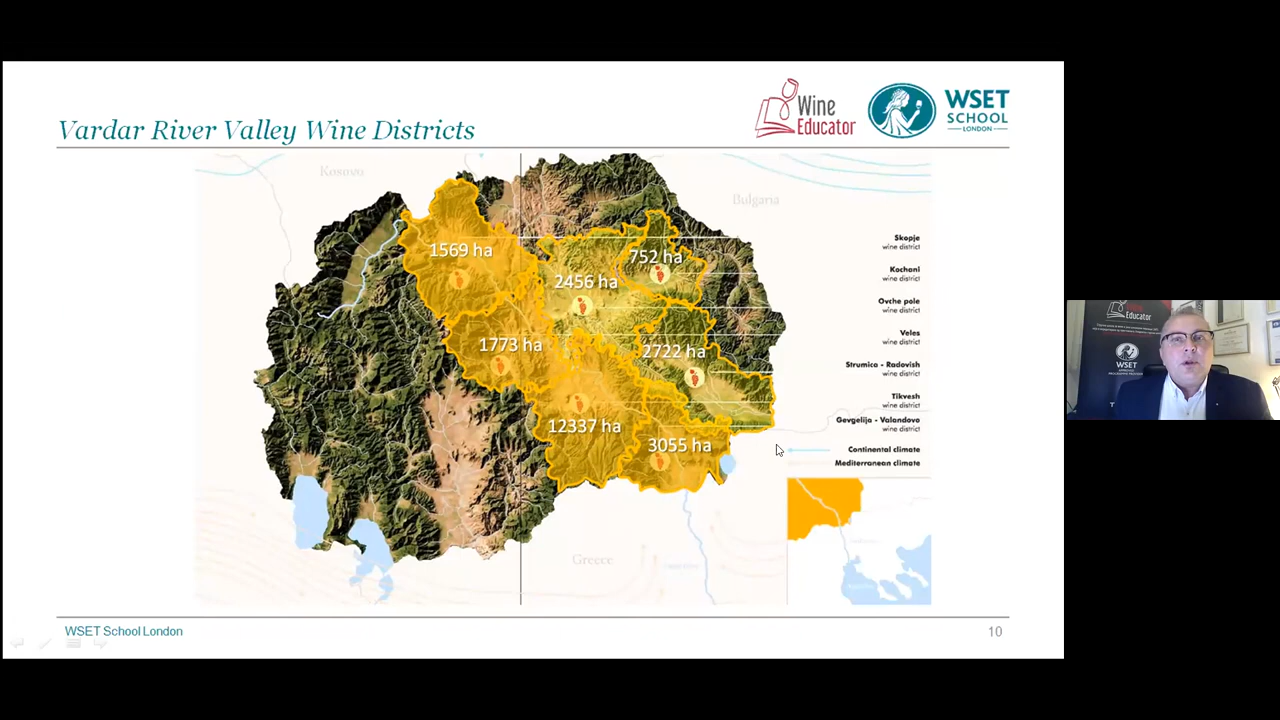 Vardar River Valley Wine Districts
Wine
Educator
WSET
SCHOOL
LONDON
Kosovo
Bulgaria
1569 ha
752 ha
2456 ha
1773 ha
2722 ha
12337 ha
3055 ha
Greece
Skopje
wine district
Kochani
wine district
Ovche pole
wine district
Veles
wine district
Strumica - Radovish
wine district
Tikvesh
wine district
Gevgelija - Valandovo
wine district
Continental climate
Mediterranean climate
WSET School London
10
Educator
WSET